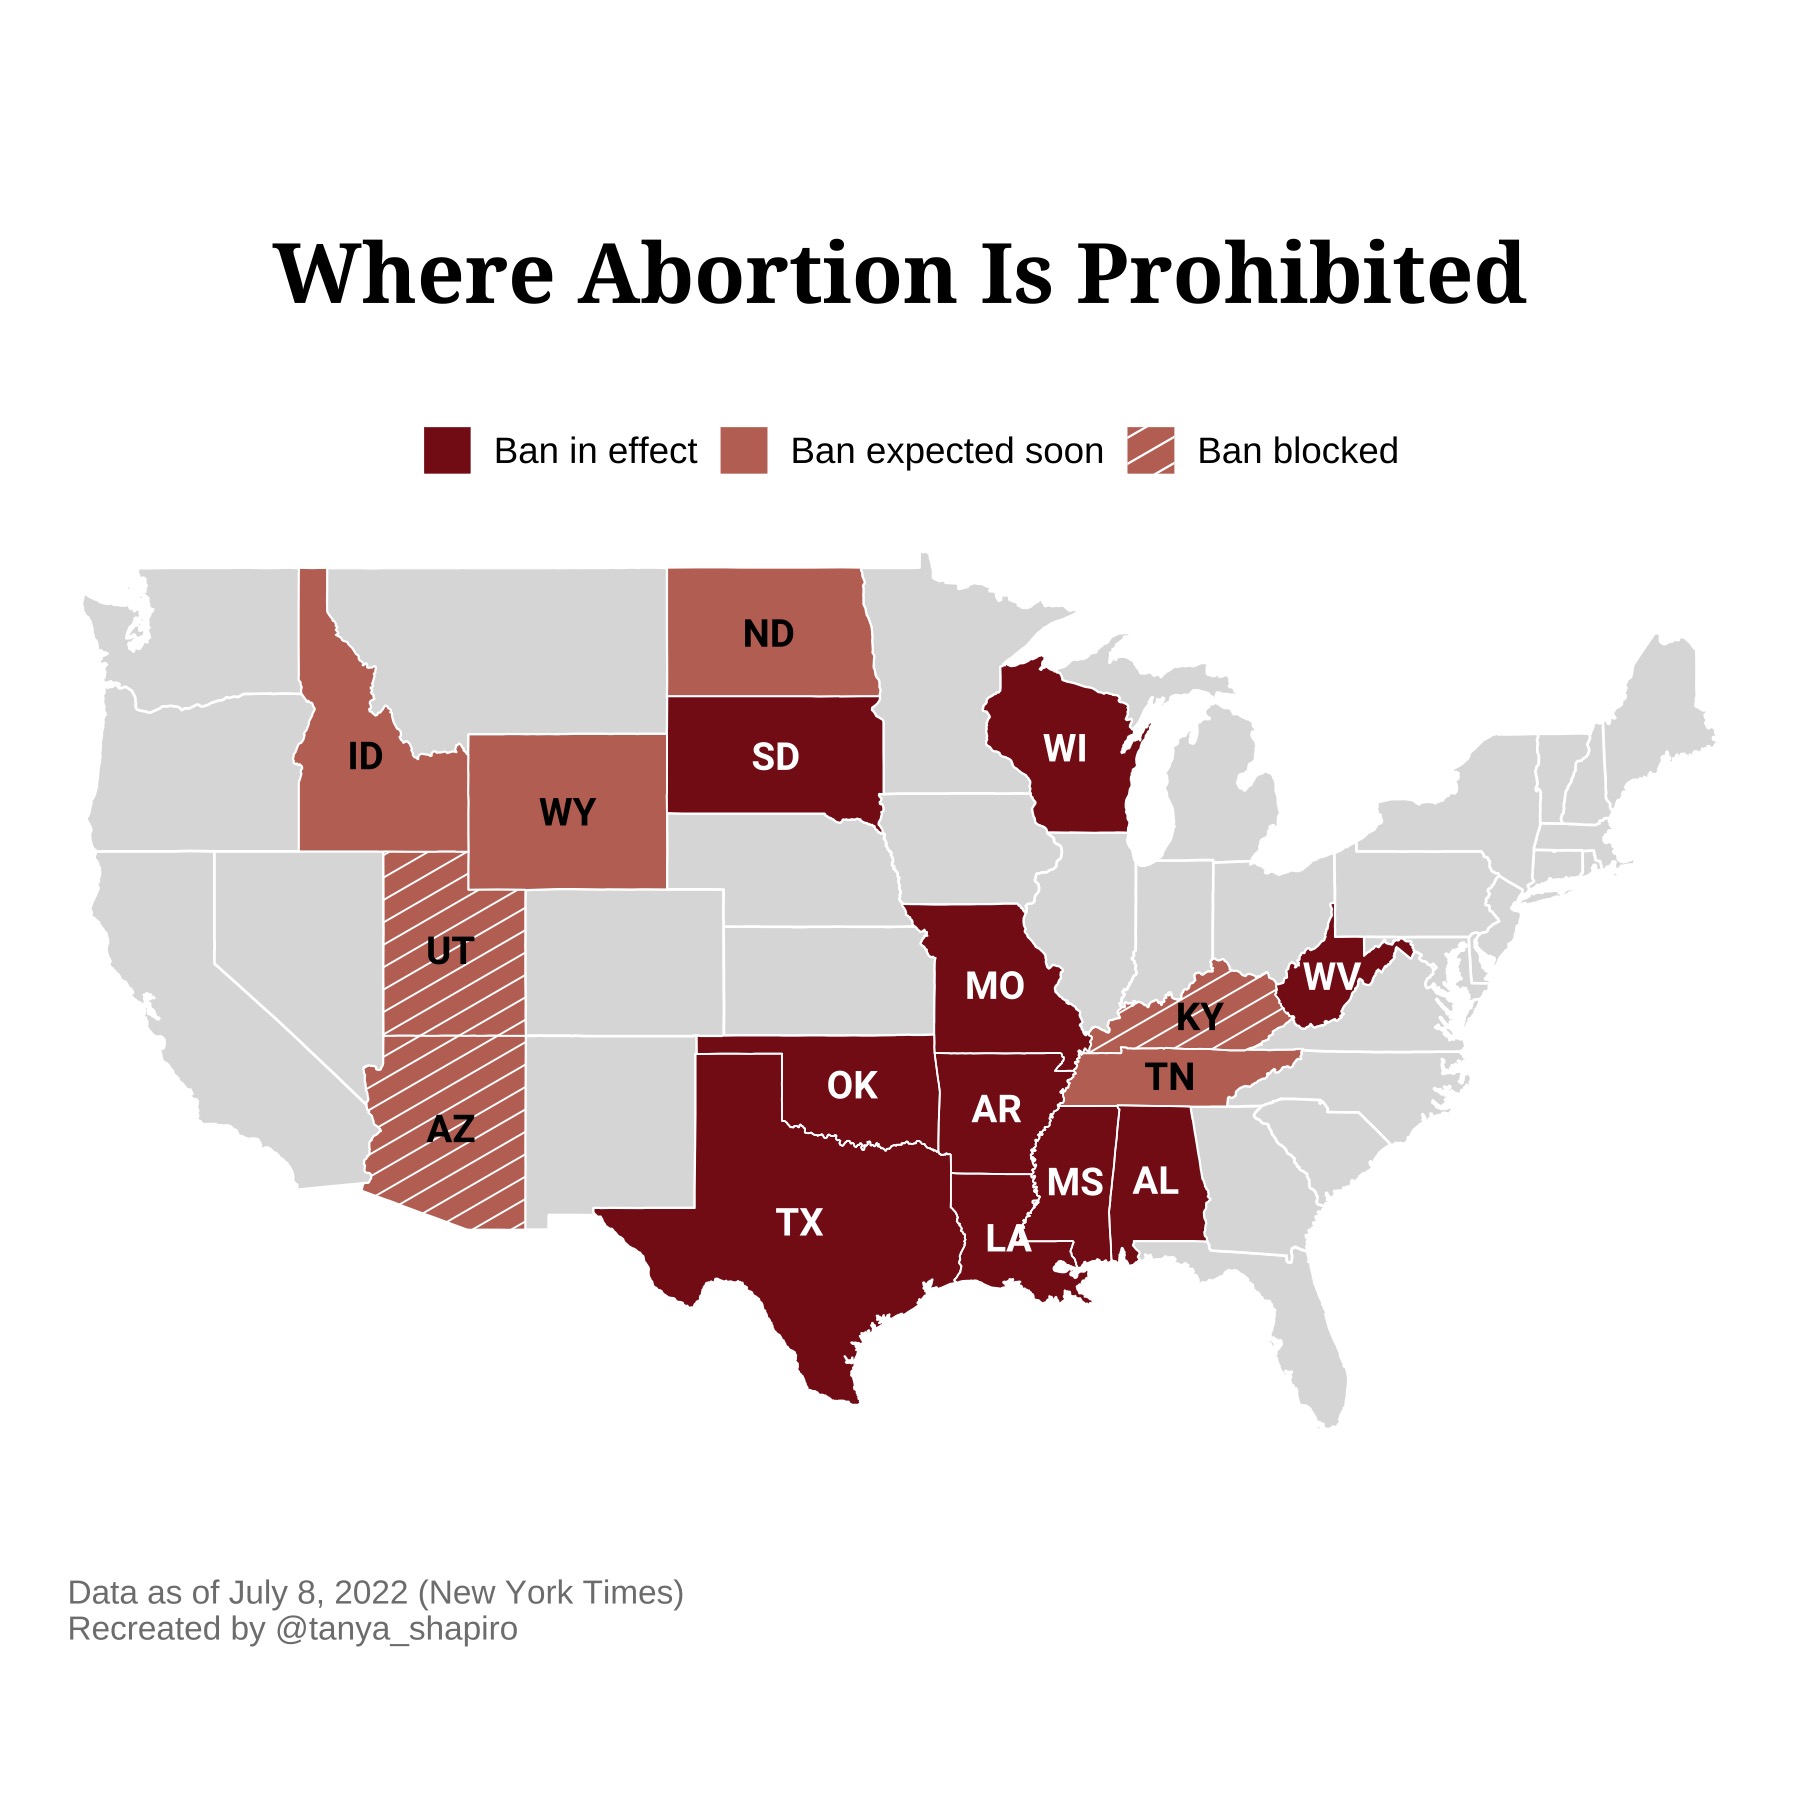 Where Abortion Is Prohibited
Ban in effect Ban expected soon Ban blocked
ND
ID
SD
WI
WY
UT
MO
WV
KY
OK
TN
AR
AZ
MS
AL
TX
LA
Data as of July 8, 2022 (New York Times)
Recreated by @tanya_shapiro